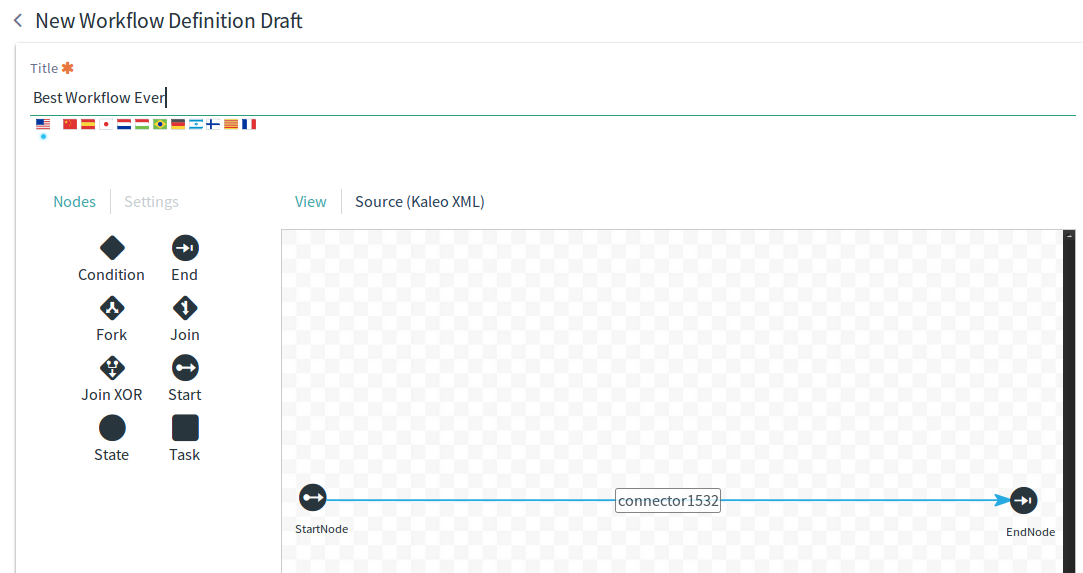 New Workflow Definition Draft
Title
Best Workflow Ever
Nodes Settings
View Source (Kaleo XML)
Condition End
Fork Join
Join XOR Start
State Task
connector1532
StartNode
EndNode